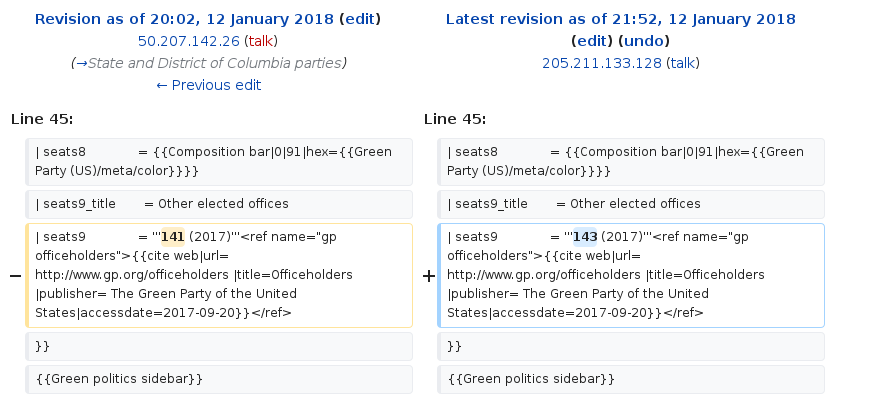 Revision as of 20:02, 12 January 2018 (edit)
50.207.142.26 (talk)
(→State and District of Columbia parties)
← Previous edit
Latest revision as of 21:52, 12 January 2018
(edit) (undo)
205.211.133.128 (talk)
Line 45:
| seats8 = {{Composition bar|0|91|hex={{Green
Party (US)/meta/color}}}}
| seats9_title = Other elected offices
− | seats9 = '''141 (2017)'''<ref name="gp
officeholders">{{cite web|url=
http://www.gp.org/officeholders |title=Officeholders
|publisher= The Green Party of the United
States|accessdate=2017-09-20}}</ref>
}}
{{Green politics sidebar}}
Line 45:
| seats8 = {{Composition bar|0|91|hex={{Green
Party (US)/meta/color}}}}
| seats9_title = Other elected offices
+ | seats9 = '''143 (2017)'''<ref name="gp
officeholders">{{cite web|url=
http://www.gp.org/officeholders |title=Officeholders
|publisher= The Green Party of the United
States|accessdate=2017-09-20}}</ref>
}}
{{Green politics sidebar}}